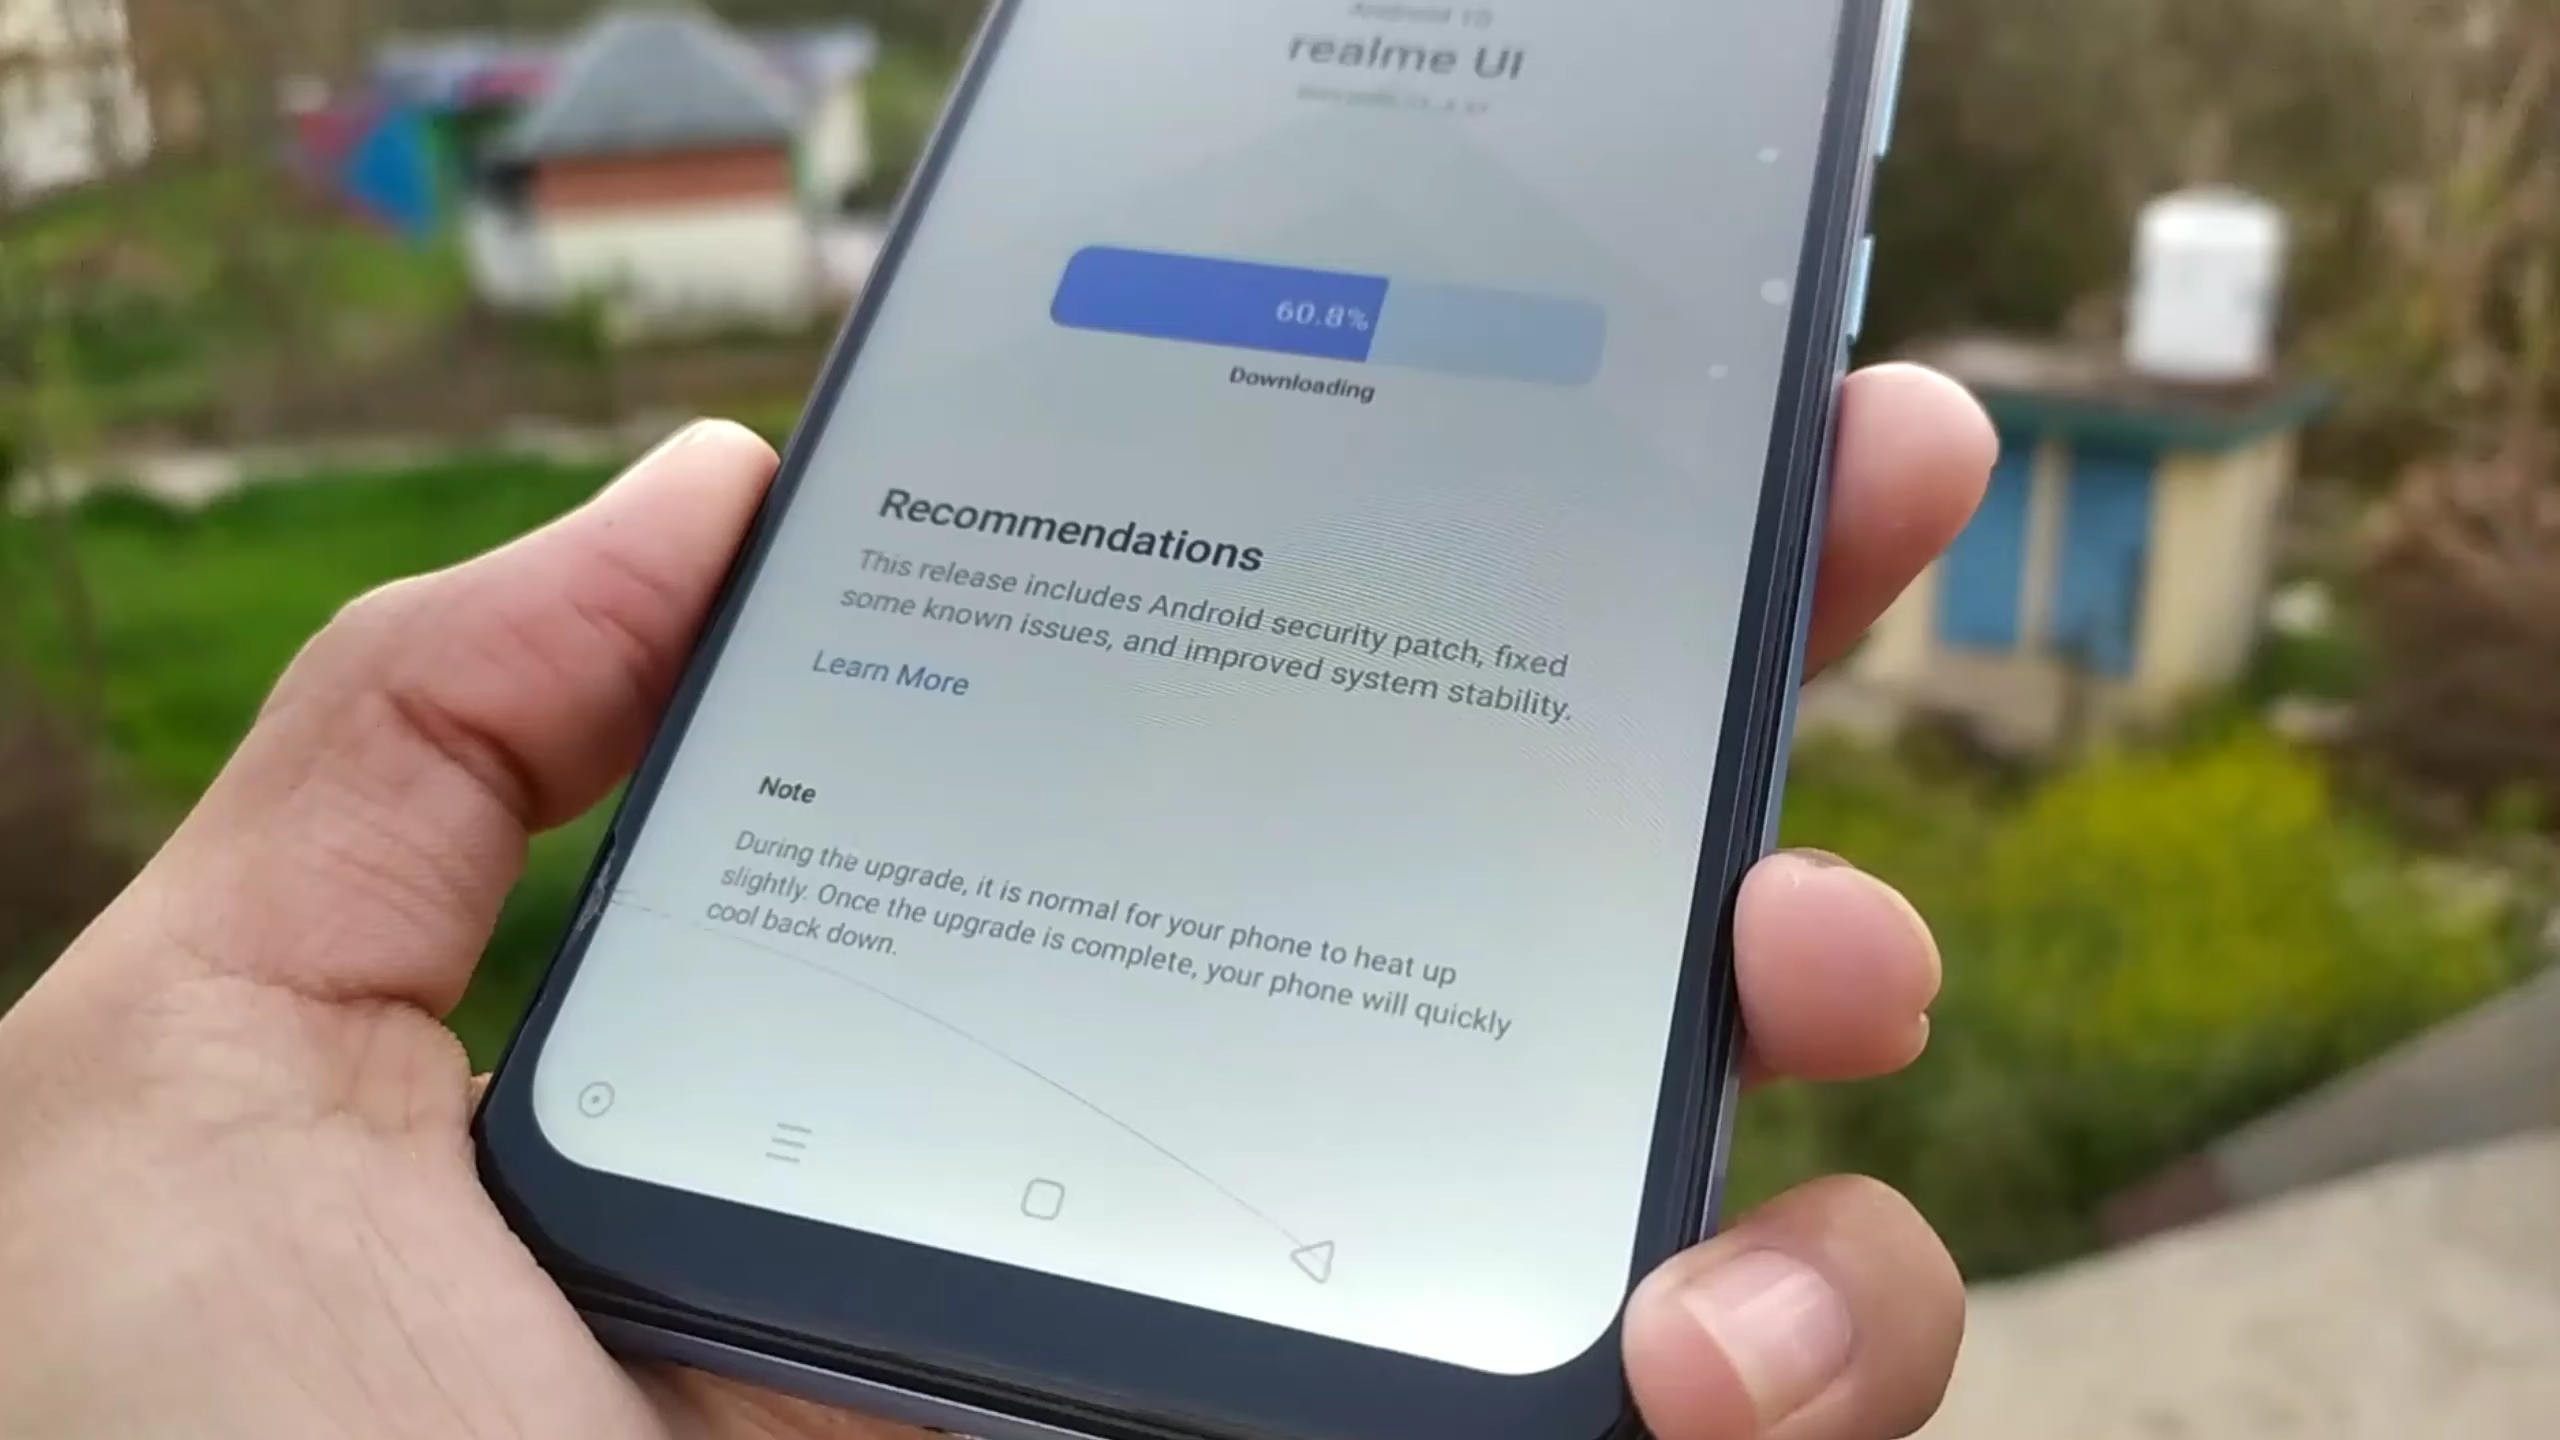 Android 10
realme UI
60.8%
Downloading
Recommendations
This release includes Android security patch, fixed
some known issues, and improved system stability.
Learn More
Note
During the upgrade, it is normal for your phone to heat up
slightly. Once the upgrade is complete, your phone will quickly
cool back down.